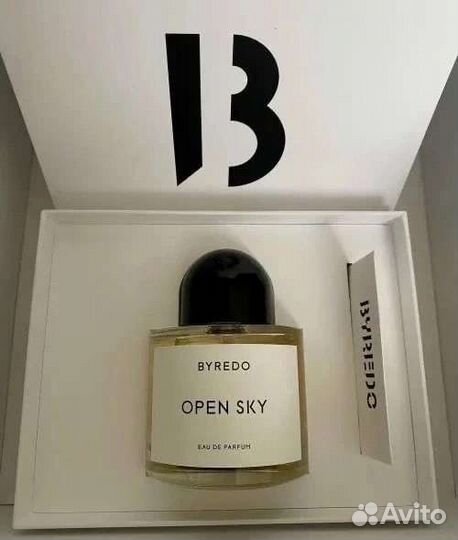 B
BYREDO
BYREDO
OPEN SKY
EAU DE PARFUM
Avito